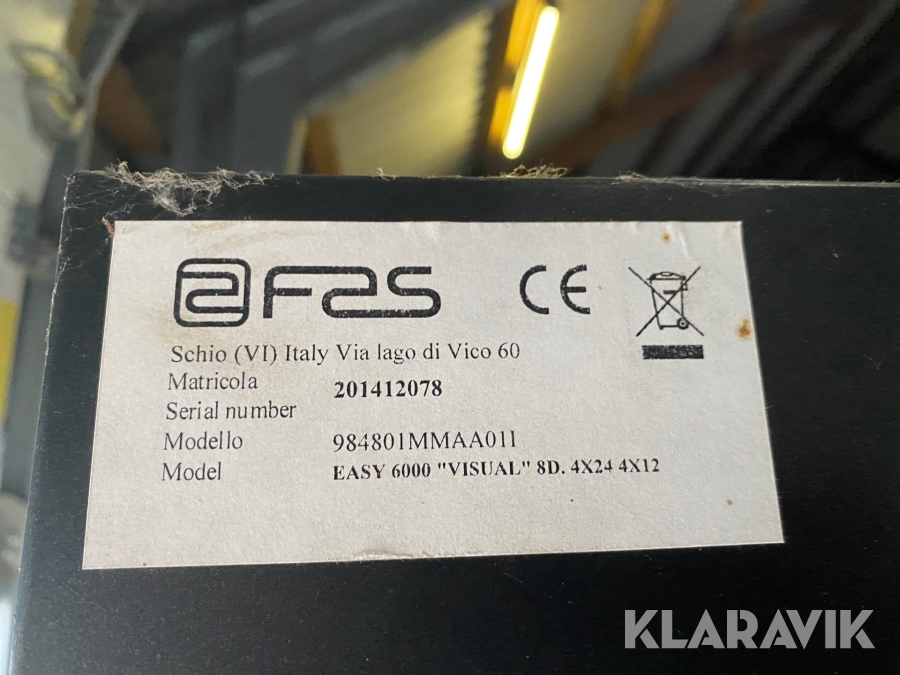 FAS CE
Schio (VI) Italy Via lago di Vico 60
Matricola
201412078
Serial number
Modello 984801MMAA01I
Model EASY 6000 "VISUAL" 8D. 4X24 4X12
KLARAVIK